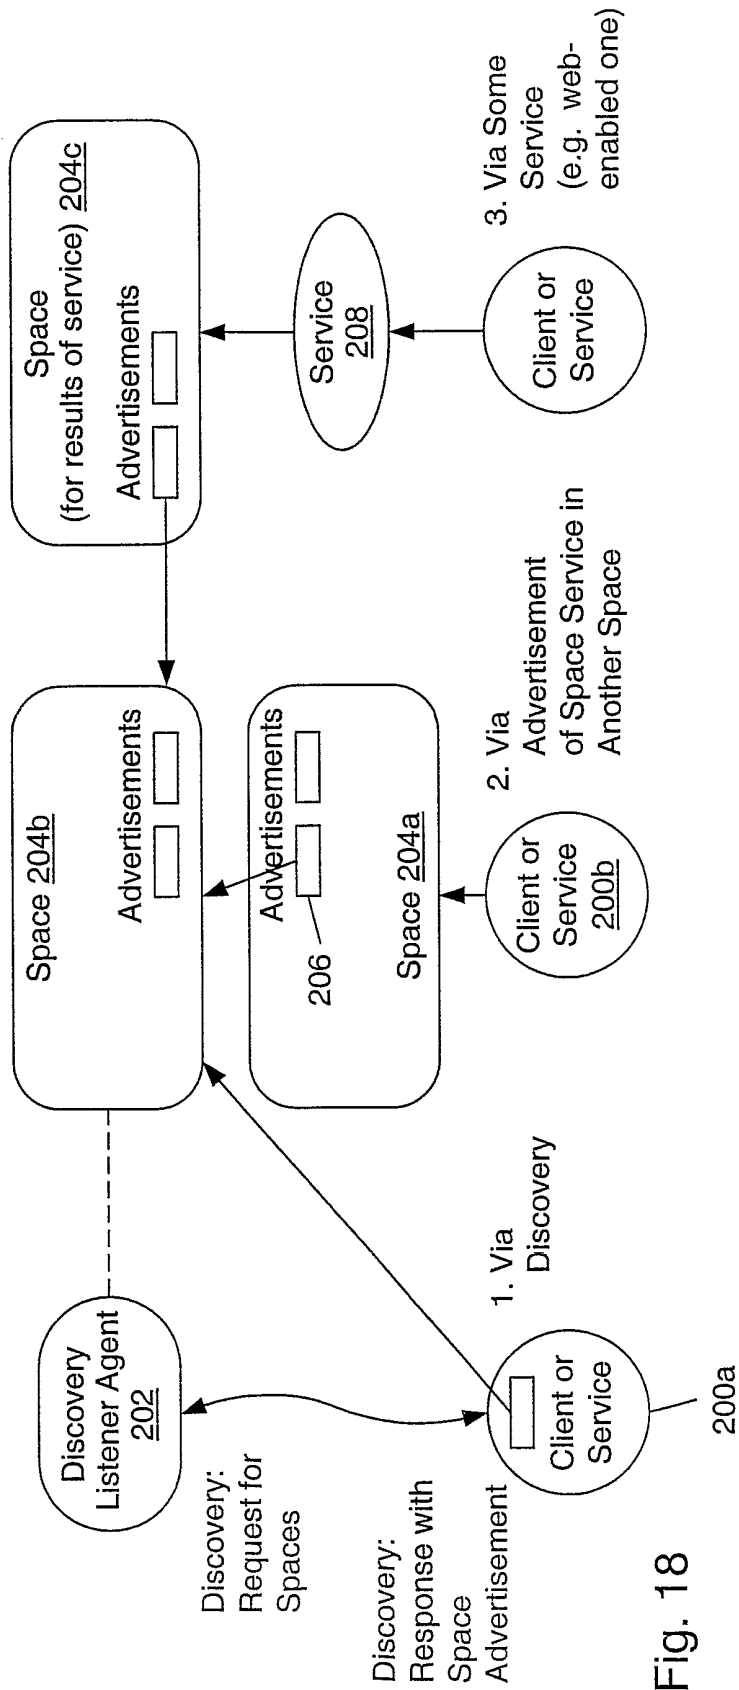 Discovery
Listener Agent
202
Discovery:
Request for
Spaces
Discovery:
Response with
Space
Advertisement
Client or
Service
200a
1. Via
Discovery
Space 204b
Advertisements
Advertisements
206
Space 204a
Client or
Service
200b
2. Via
Advertisement
of Space Service in
Another Space
Space
(for results of service) 204c
Advertisements
Service
208
Client or
Service
3. Via Some
Service
(e.g. web-
enabled one)
Fig. 18